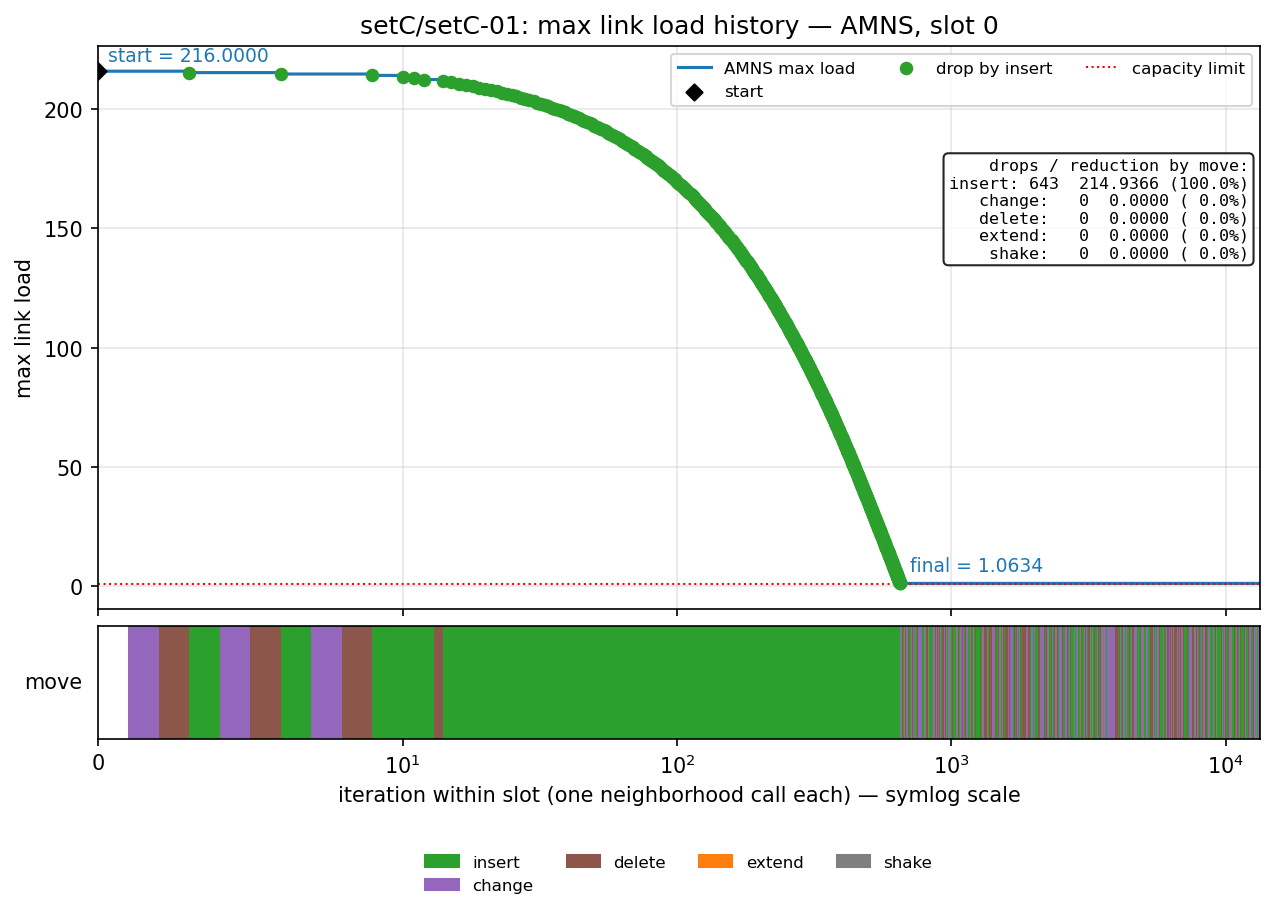 setC/setC-01: max link load history — AMNS, slot 0
start = 216.0000
AMNS max load
start
drop by insert
capacity limit
drops / reduction by move:
insert: 643  214.9366 (100.0%)
change:   0  0.0000 ( 0.0%)
delete:   0  0.0000 ( 0.0%)
extend:   0  0.0000 ( 0.0%)
shake:   0  0.0000 ( 0.0%)
max link load
200
150
100
50
0
final = 1.0634
move
0
10¹
10²
10³
10⁴
iteration within slot (one neighborhood call each) — symlog scale
insert
change
delete
extend
shake